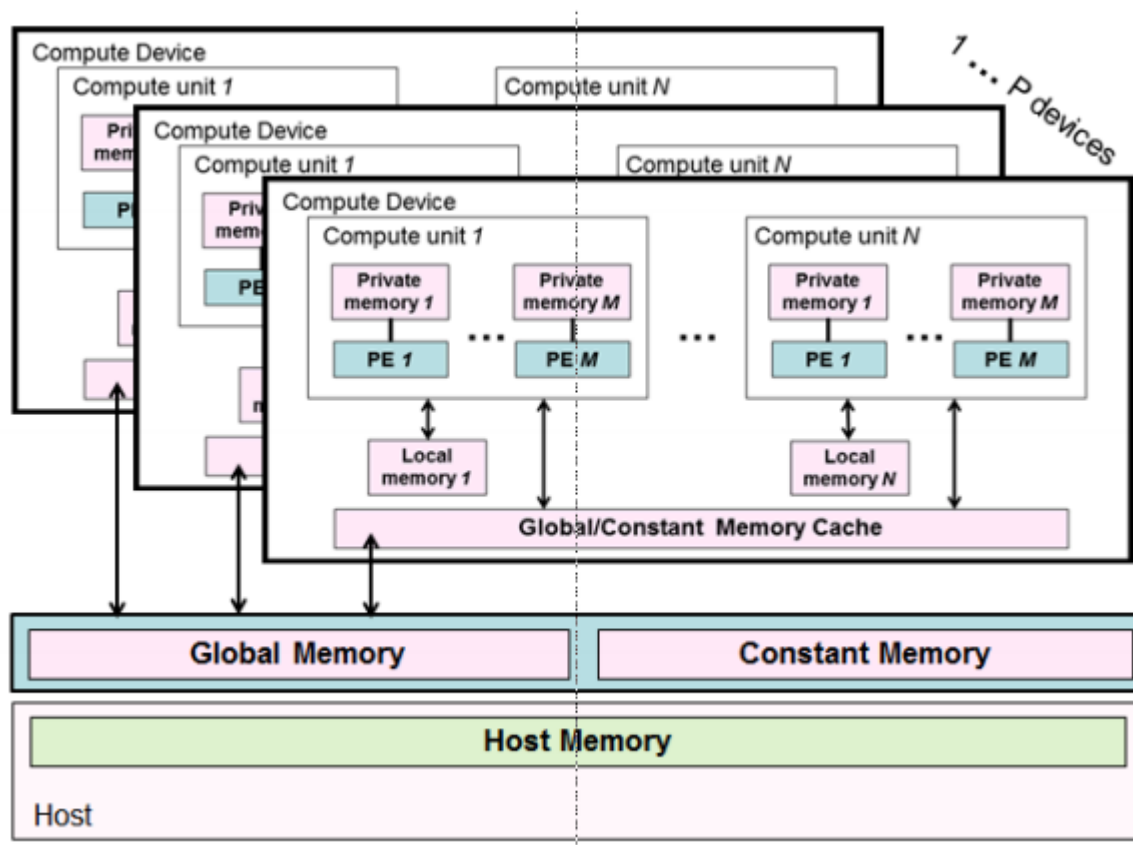 1 ... P devices
Compute Device
Compute unit 1
Compute unit N
Compute Device
Compute unit 1
Compute unit N
Compute Device
Compute unit 1
Compute unit N
Private
memory 1
Private
memory M
Private
memory 1
Private
memory M
PE 1
...
PE M
...
PE 1
...
PE M
Local
memory 1
Local
memory N
Global/Constant Memory Cache
Global Memory
Constant Memory
Host Memory
Host